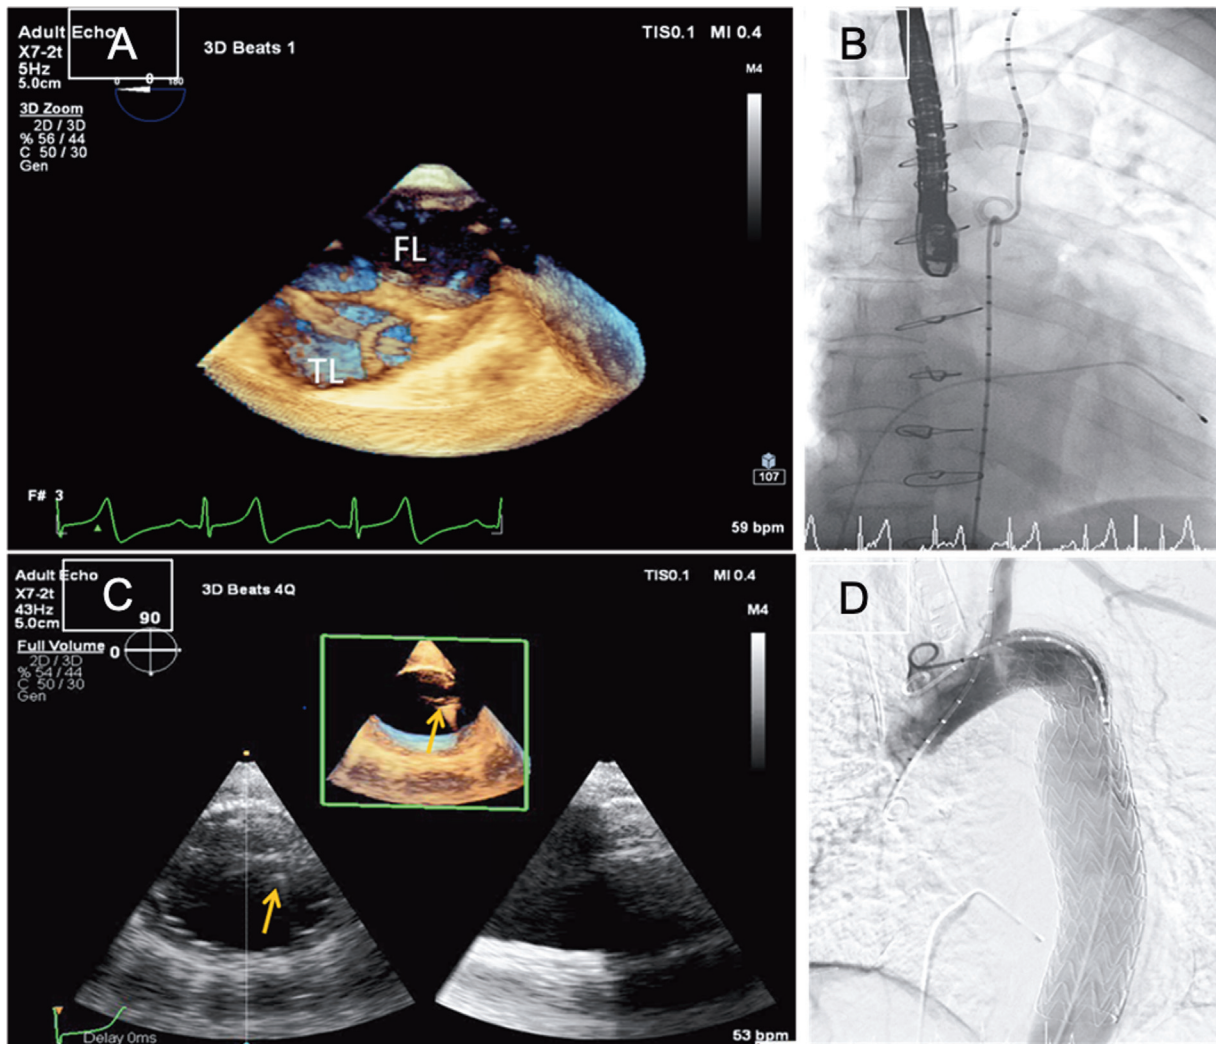 A
Adult Echo
X7-2t
5Hz
5.0cm
3D Beats 1
TIS0.1 MI 0.4
M4
0 0 180
3D Zoom
2D / 3D
% 56 / 44
C 50 / 30
Gen
FL
TL
107
F# 3
59 bpm
B
C
Adult Echo
X7-2t
43Hz
5.0cm
3D Beats 4Q
TIS0.1 MI 0.4
M4
90
0
Full Volume
2D / 3D
% 54 / 44
C 50 / 30
Gen
Delay 0ms
53 bpm
D